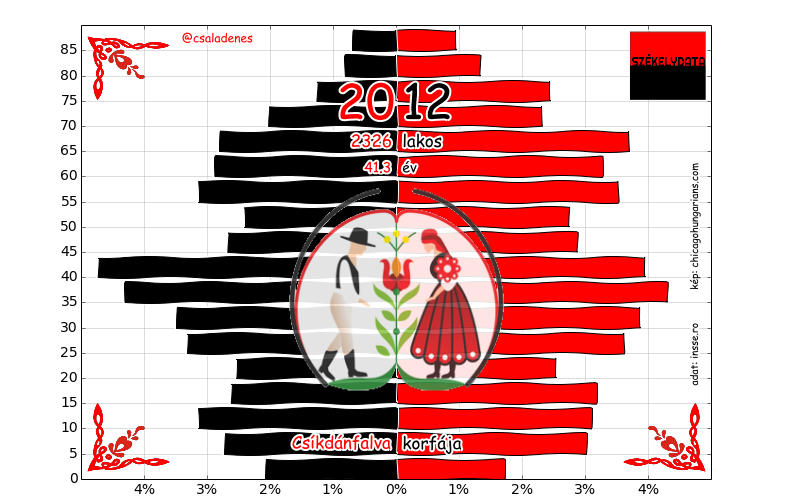 @csaladenes
SZÉKELYDATA
2012
2326 lakos
41.3 év
kép: chicagohungarians.com
adat: insse.ro
Csíkdánfalva korfája
85
80
75
70
65
60
55
50
45
40
35
30
25
20
15
10
5
0
4% 3% 2% 1% 0% 1% 2% 3% 4%